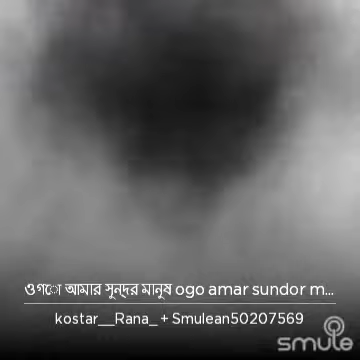 ওগো আমার সুন্দর মানুষ ogo amar sundor m...
kostar__Rana_ + Smulean50207569
smule